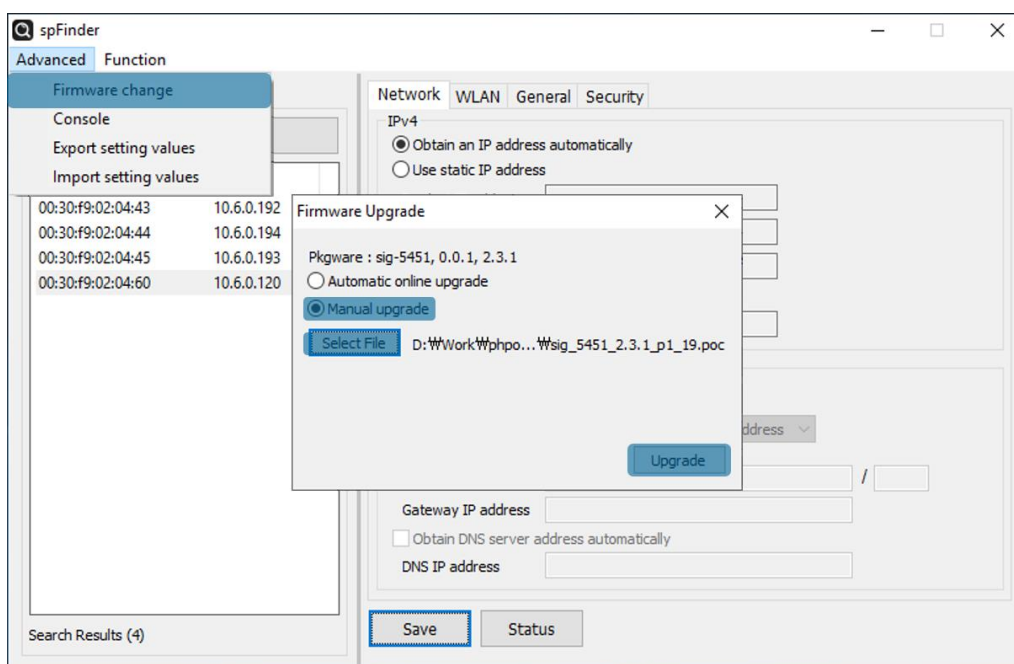 spFinder
Advanced Function
Firmware change
Console
Export setting values
Import setting values
00:30:f9:02:04:43 10.6.0.192
00:30:f9:02:04:44 10.6.0.194
00:30:f9:02:04:45 10.6.0.193
00:30:f9:02:04:60 10.6.0.120
Search Results (4)
Network WLAN General Security
IPv4
Obtain an IP address automatically
Use static IP address
Firmware Upgrade
Pkgware : sig-5451, 0.0.1, 2.3.1
Automatic online upgrade
Manual upgrade
Select File D:₩Work₩phpo...₩sig_5451_2.3.1_p1_19.poc
Upgrade
ddress
/
Gateway IP address
Obtain DNS server address automatically
DNS IP address
Save Status